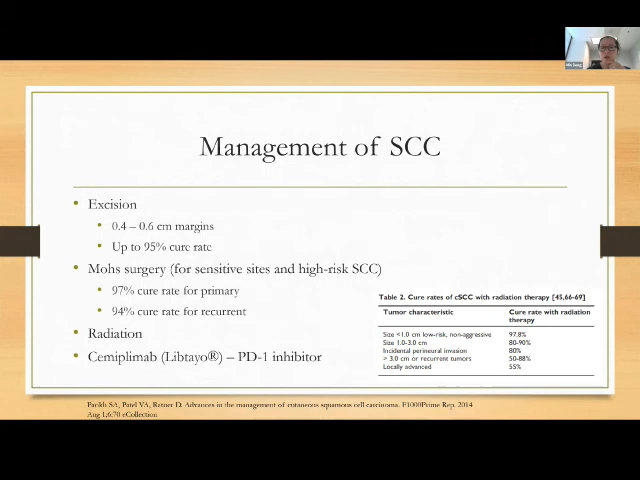 Management of SCC
• Excision
• 0.4 – 0.6 cm margins
• Up to 95% cure rate
• Mohs surgery (for sensitive sites and high-risk SCC)
• 97% cure rate for primary
• 94% cure rate for recurrent
• Radiation
• Cemiplimab (Libtayo®) – PD-1 inhibitor
Table 2. Cure rates of cSCC with radiation therapy [45,66-69]
Tumor characteristic Cure rate with radiation
therapy
Size <1.0 cm low-risk, non-aggressive 97.8%
Size 1.0-3.0 cm 80-90%
Incidental perineural invasion 80%
> 3.0 cm or recurrent tumors 50-88%
Locally advanced 55%
Parikh SA, Patel VA, Ratner D. Advances in the management of cutaneous squamous cell carcinoma. F1000Prime Rep. 2014
Aug 1;6:70 eCollection